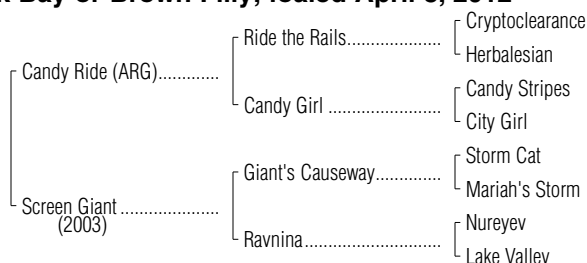 k Bay or Brown Filly; foaled April 8, 2012
Cryptoclearance
Ride the Rails
Herbalesian
Candy Ride (ARG)
Candy Stripes
Candy Girl
City Girl
Storm Cat
Giant's Causeway
Mariah's Storm
Screen Giant
(2003)
Nureyev
Ravnina
Lake Valley